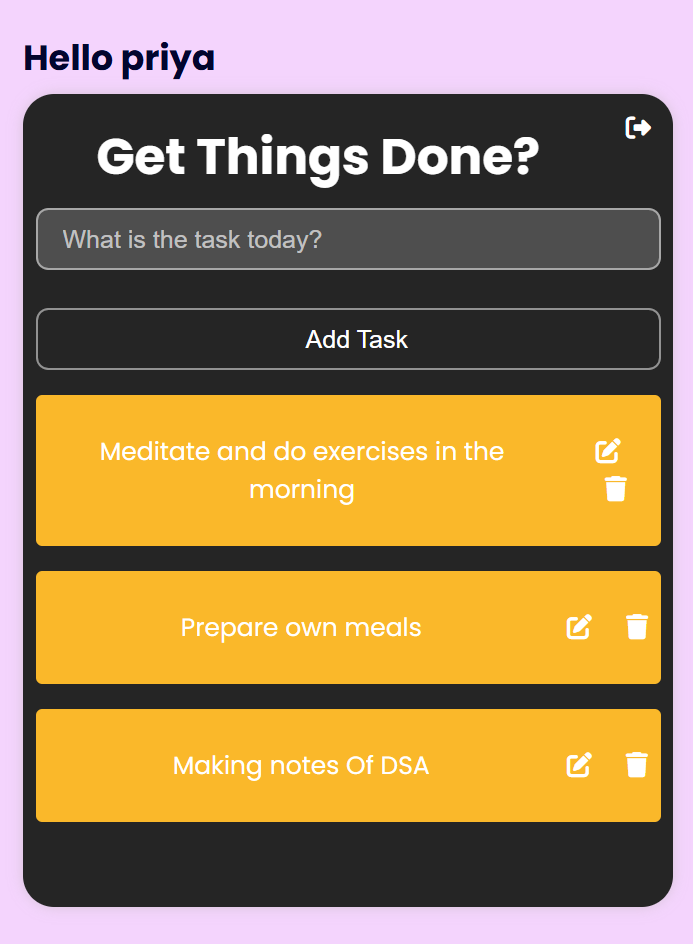 Hello priya
Get Things Done?
What is the task today?
Add Task
Meditate and do exercises in the
morning
Prepare own meals
Making notes Of DSA